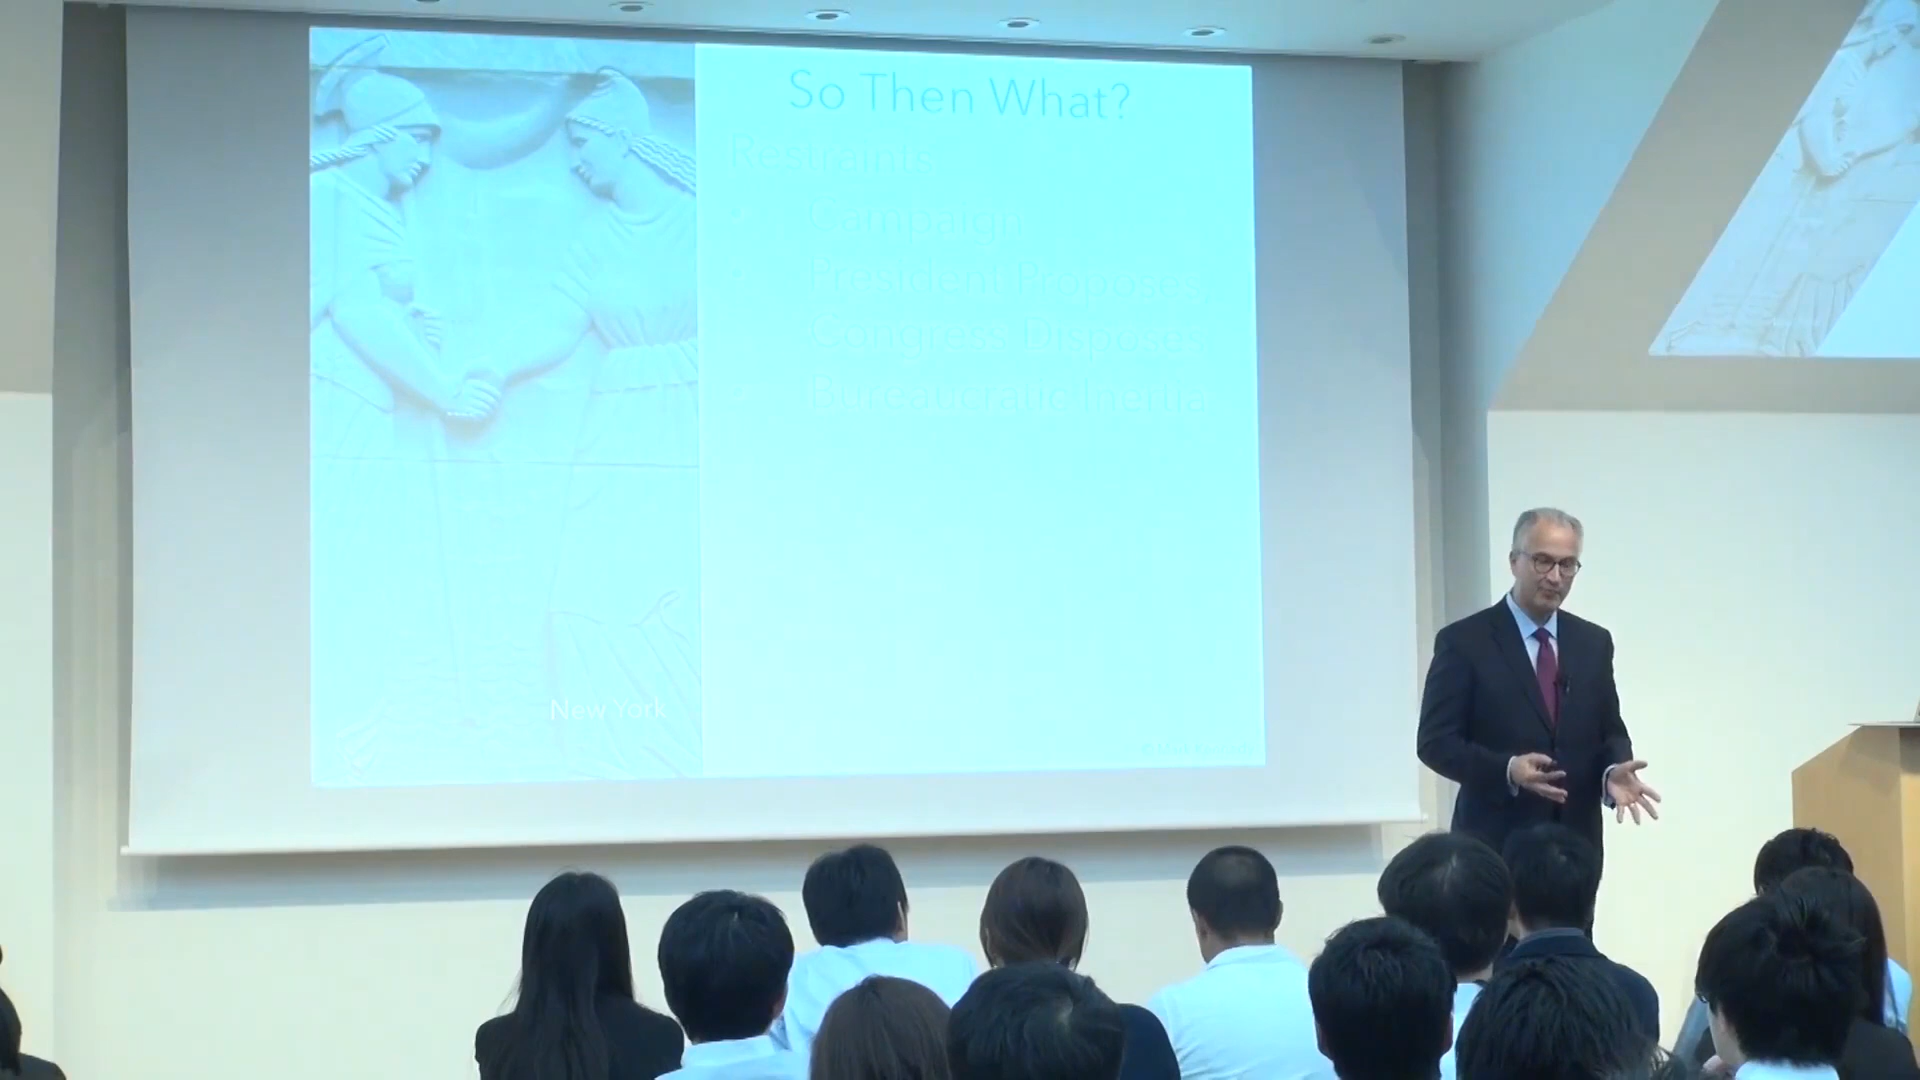 So Then What?
Restraints
• Campaign
• President Proposes,
Congress Disposes
• Bureaucratic Inertia
New York